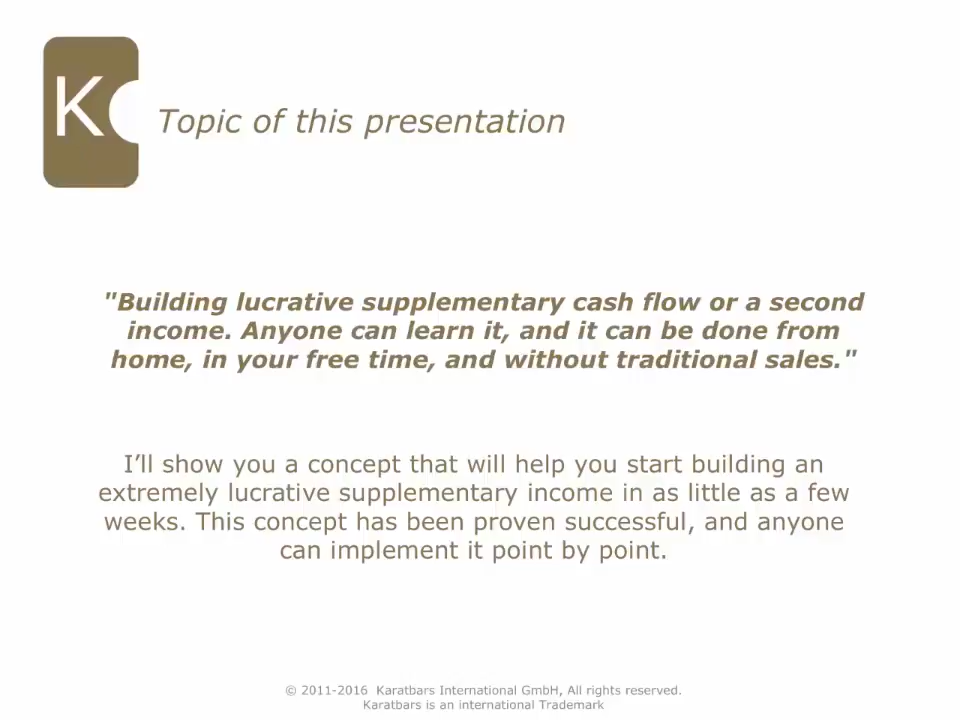 K
Topic of this presentation
"Building lucrative supplementary cash flow or a second
income. Anyone can learn it, and it can be done from
home, in your free time, and without traditional sales."
I’ll show you a concept that will help you start building an
extremely lucrative supplementary income in as little as a few
weeks. This concept has been proven successful, and anyone
can implement it point by point.
© 2011-2016 Karatbars International GmbH, All rights reserved.
Karatbars is an international Trademark